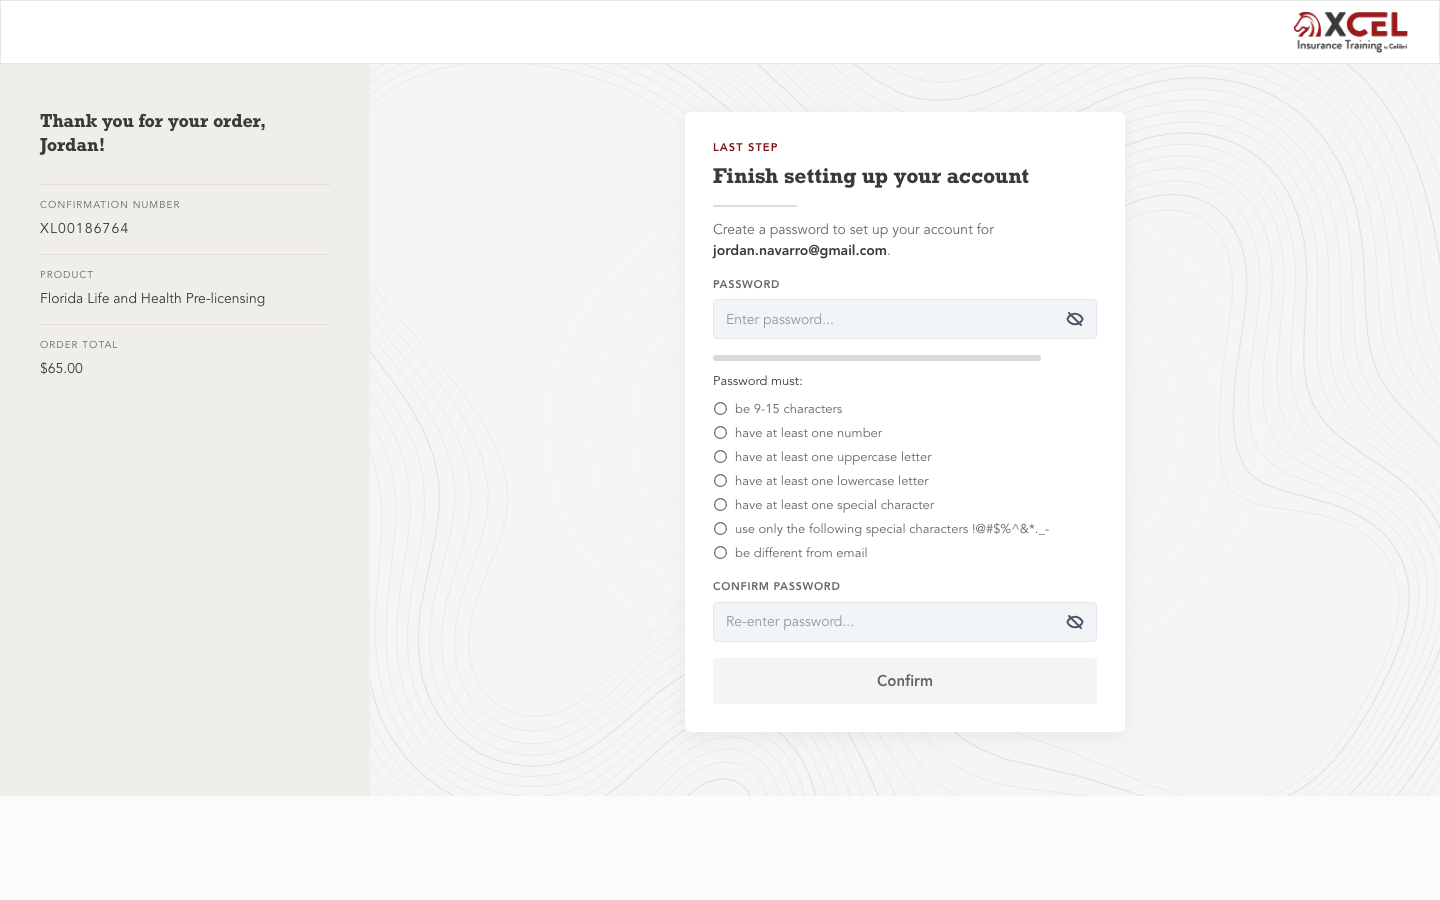 XCEL
Insurance Training by Colibri
Thank you for your order,
Jordan!
CONFIRMATION NUMBER
XL00186764
PRODUCT
Florida Life and Health Pre-licensing
ORDER TOTAL
$65.00
LAST STEP
Finish setting up your account
Create a password to set up your account for
jordan.navarro@gmail.com.
PASSWORD
Enter password...
Password must:
be 9-15 characters
have at least one number
have at least one uppercase letter
have at least one lowercase letter
have at least one special character
use only the following special characters !@#$%^&*._-
be different from email
CONFIRM PASSWORD
Re-enter password...
Confirm